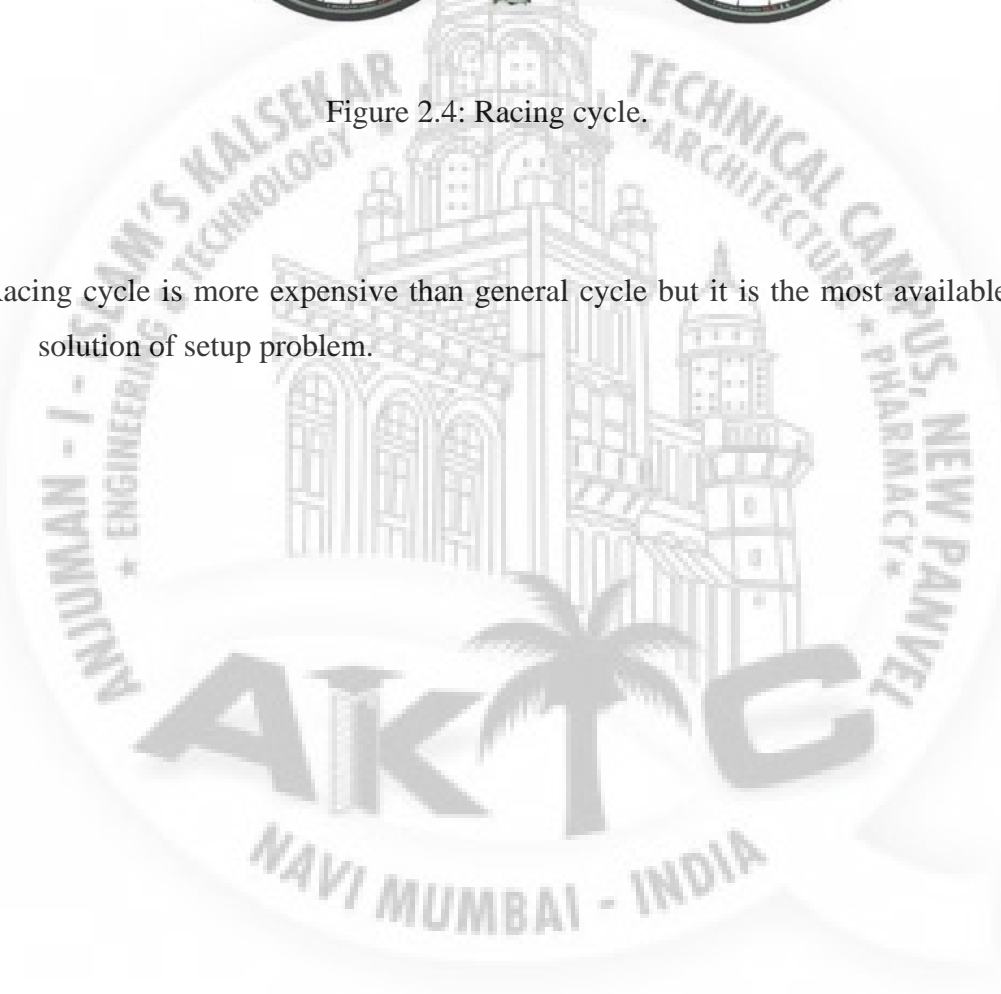 Figure 2.4: Racing cycle.
acing cycle is more expensive than general cycle but it is the most available
solution of setup problem.
ANJUMAN - I - ISLAM'S KALSEKAR TECHNICAL CAMPUS, NEW PANVEL
★ ENGINEERING & TECHNOLOGY ★ ARCHITECTURE ★ PHARMACY ★
AKTC
NAVI MUMBAI - INDIA